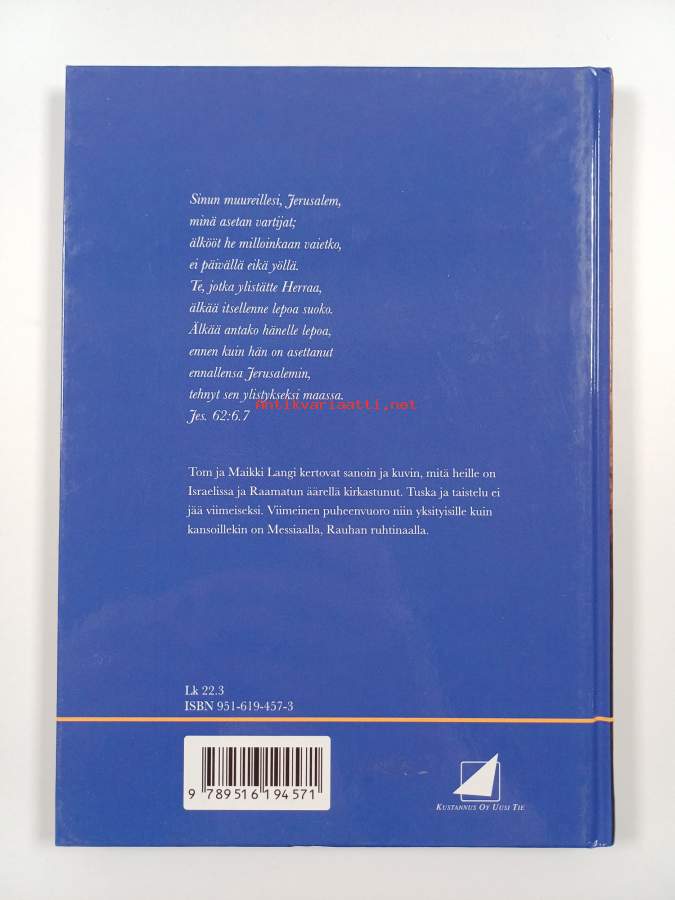 Sinun muureillesi, Jerusalem,
minä asetan vartijat;
älkööt he milloinkaan vaietko,
ei päivällä eikä yöllä.
Te, jotka ylistätte Herraa,
älkää itsellenne lepoa suoko.
Älkää antako hänelle lepoa,
ennen kuin hän on asettanut
ennallensa Jerusalemin,
tehnyt sen ylistykseksi maassa.
Antikvariaatti.net
Jes. 62:6.7
Tom ja Maikki Langi kertovat sanoin ja kuvin, mitä heille on
Israelissa ja Raamatun äärellä kirkastunut. Tuska ja taistelu ei
jää viimeiseksi. Viimeinen puheenvuoro niin yksityisille kuin
kansoillekin on Messiaalla, Rauhan ruhtinaalla.
Lk 22.3
ISBN 951-619-457-3
9 789516 194571
Kustannus Oy Uusi Tie